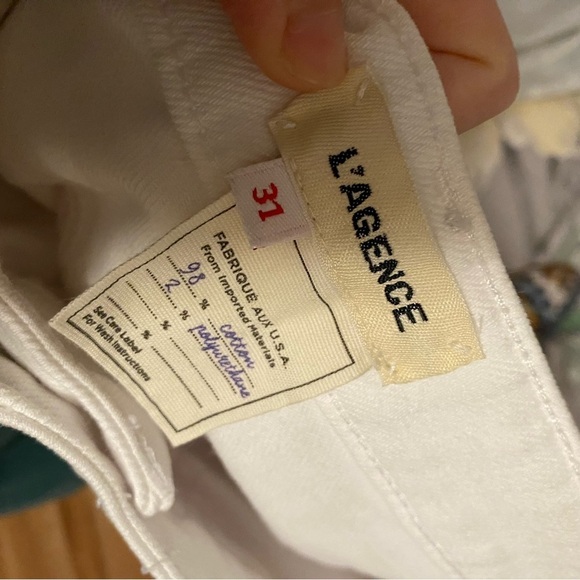 L'AGENCE
31
FABRIQUÉ AUX U.S.A.
From Imported Materials
98 % cotton
2 % polyurethane
%
%
See Care Label
For Wash Instructions